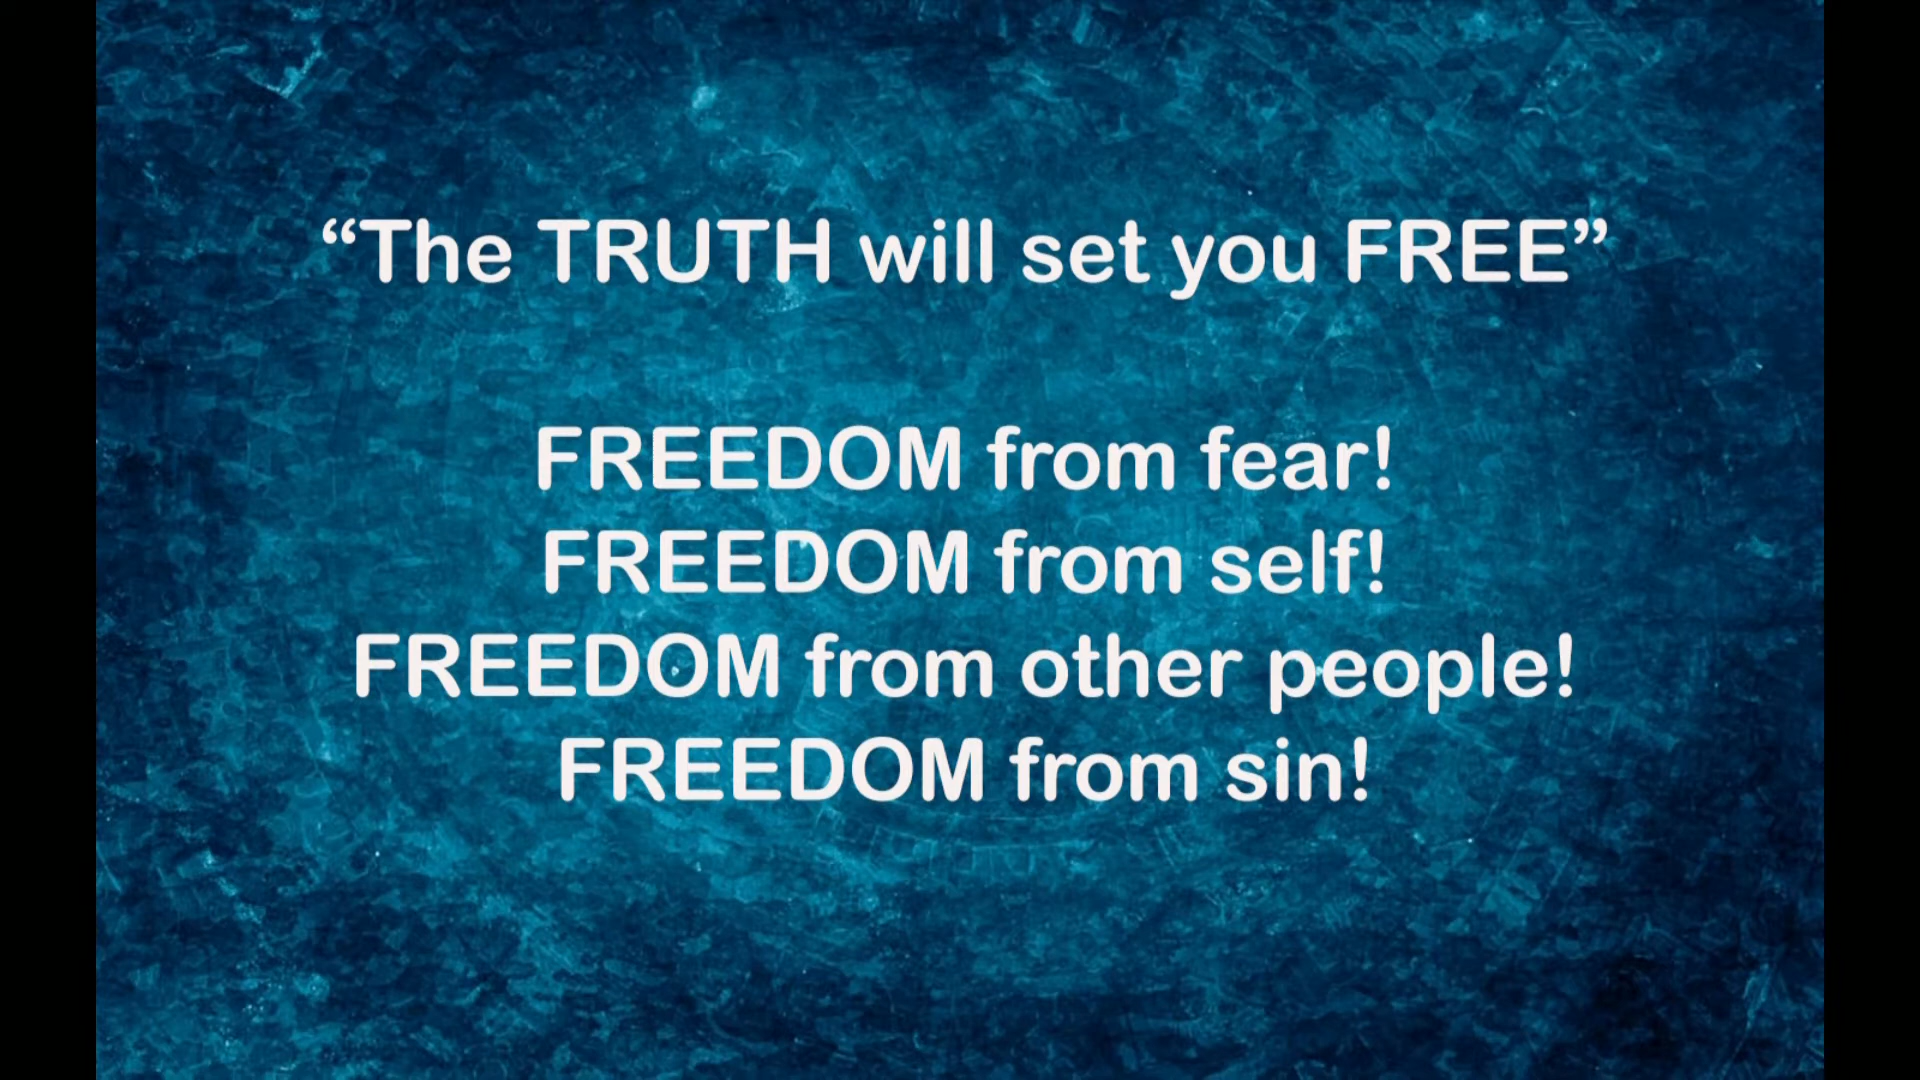 “The TRUTH will set you FREE”
FREEDOM from fear!
FREEDOM from self!
FREEDOM from other people!
FREEDOM from sin!